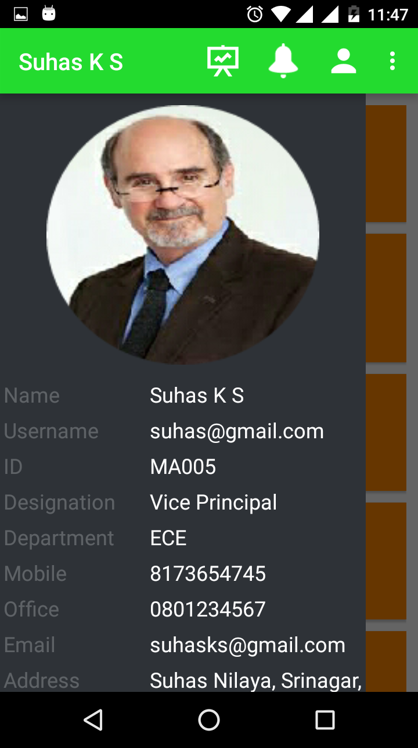 11:47
Suhas K S
Name Suhas K S
Username suhas@gmail.com
ID MA005
Designation Vice Principal
Department ECE
Mobile 8173654745
Office 0801234567
Email suhasks@gmail.com
Address Suhas Nilaya, Srinagar,